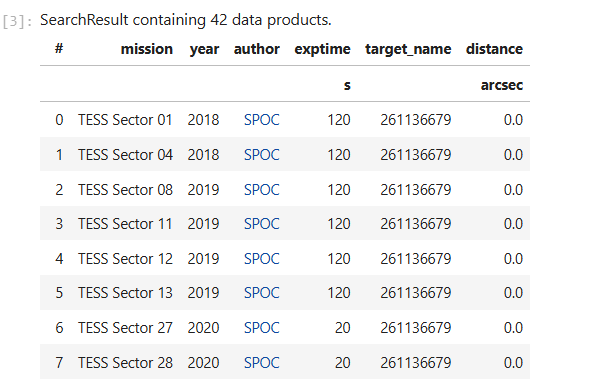 [3]: SearchResult containing 42 data products.
# mission year author exptime target_name distance
s arcsec
0 TESS Sector 01 2018 SPOC 120 261136679 0.0
1 TESS Sector 04 2018 SPOC 120 261136679 0.0
2 TESS Sector 08 2019 SPOC 120 261136679 0.0
3 TESS Sector 11 2019 SPOC 120 261136679 0.0
4 TESS Sector 12 2019 SPOC 120 261136679 0.0
5 TESS Sector 13 2019 SPOC 120 261136679 0.0
6 TESS Sector 27 2020 SPOC 20 261136679 0.0
7 TESS Sector 28 2020 SPOC 20 261136679 0.0